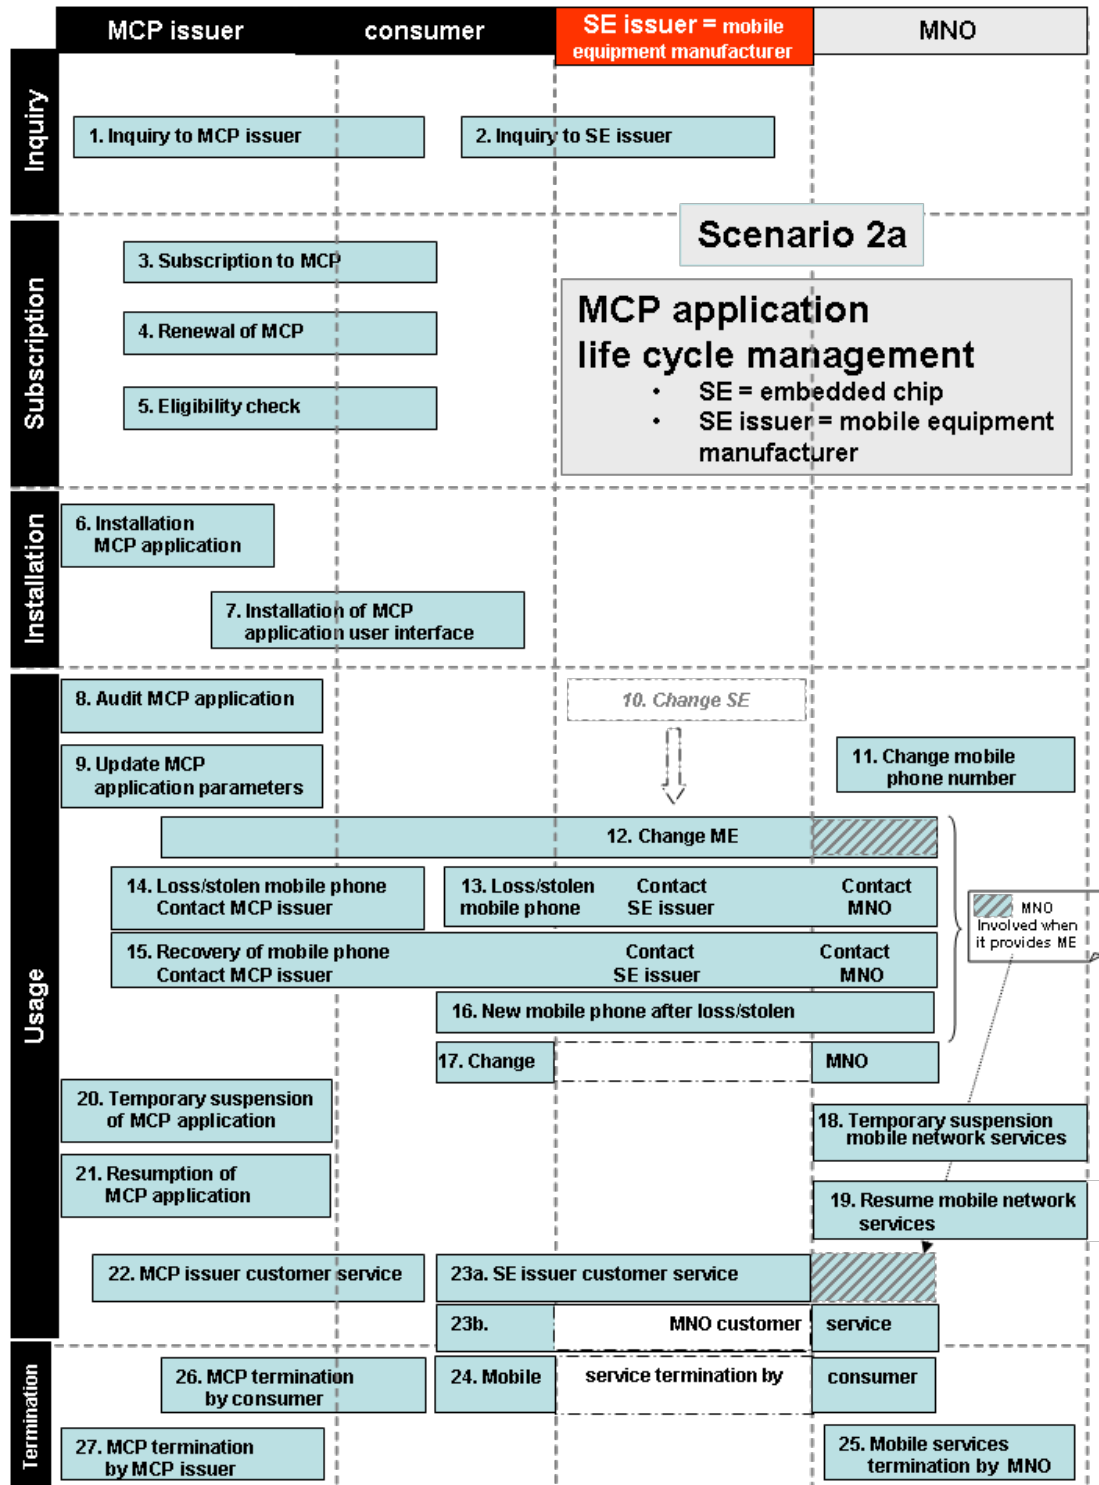 MCP issuer
consumer
SE issuer = mobile
equipment manufacturer
MNO
Inquiry
1. Inquiry to MCP issuer
2. Inquiry to SE issuer
Scenario 2a
Subscription
3. Subscription to MCP
4. Renewal of MCP
5. Eligibility check
MCP application
life cycle management
• SE = embedded chip
• SE issuer = mobile equipment
manufacturer
Installation
6. Installation
MCP application
7. Installation of MCP
application user interface
Usage
8. Audit MCP application
10. Change SE
9. Update MCP
application parameters
11. Change mobile
phone number
12. Change ME
14. Loss/stolen mobile phone
Contact MCP issuer
13. Loss/stolen
mobile phone
Contact
SE issuer
Contact
MNO
MNO
Involved when
it provides ME
15. Recovery of mobile phone
Contact MCP issuer
Contact
SE issuer
Contact
MNO
16. New mobile phone after loss/stolen
17. Change
MNO
20. Temporary suspension
of MCP application
18. Temporary suspension
mobile network services
21. Resumption of
MCP application
19. Resume mobile network
services
22. MCP issuer customer service
23a. SE issuer customer service
23b.
MNO customer
service
Termination
26. MCP termination
by consumer
24. Mobile
service termination by
consumer
27. MCP termination
by MCP issuer
25. Mobile services
termination by MNO